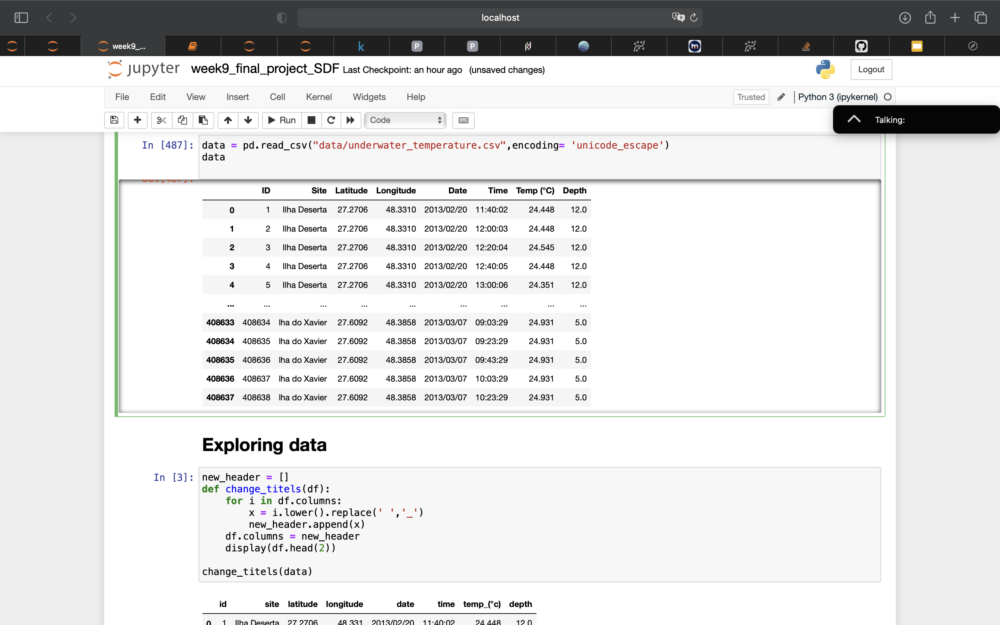 localhost
week9_...
jupyter week9_final_project_SDF Last Checkpoint: an hour ago (unsaved changes)
Logout
File Edit View Insert Cell Kernel Widgets Help
Trusted Python 3 (ipykernel)
Run Code
Talking:
In [487]: data = pd.read_csv("data/underwater_temperature.csv",encoding= 'unicode_escape')
data
Out[487]:
ID Site Latitude Longitude Date Time Temp (°C) Depth
0 1 Ilha Deserta 27.2706 48.3310 2013/02/20 11:40:02 24.448 12.0
1 2 Ilha Deserta 27.2706 48.3310 2013/02/20 12:00:03 24.448 12.0
2 3 Ilha Deserta 27.2706 48.3310 2013/02/20 12:20:04 24.545 12.0
3 4 Ilha Deserta 27.2706 48.3310 2013/02/20 12:40:05 24.448 12.0
4 5 Ilha Deserta 27.2706 48.3310 2013/02/20 13:00:06 24.351 12.0
... ... ... ... ... ... ... ... ...
408633 408634 lha do Xavier 27.6092 48.3858 2013/03/07 09:03:29 24.931 5.0
408634 408635 lha do Xavier 27.6092 48.3858 2013/03/07 09:23:29 24.931 5.0
408635 408636 lha do Xavier 27.6092 48.3858 2013/03/07 09:43:29 24.931 5.0
408636 408637 lha do Xavier 27.6092 48.3858 2013/03/07 10:03:29 24.931 5.0
408637 408638 lha do Xavier 27.6092 48.3858 2013/03/07 10:23:29 24.931 5.0
Exploring data
In [3]: new_header = []
def change_titels(df):
    for i in df.columns:
        x = i.lower().replace(' ','_')
        new_header.append(x)
    df.columns = new_header
    display(df.head(2))
change_titels(data)
id site latitude longitude date time temp_(°c) depth
0 1 Ilha Deserta 27.2706 48.331 2013/02/20 11:40:02 24.448 12.0